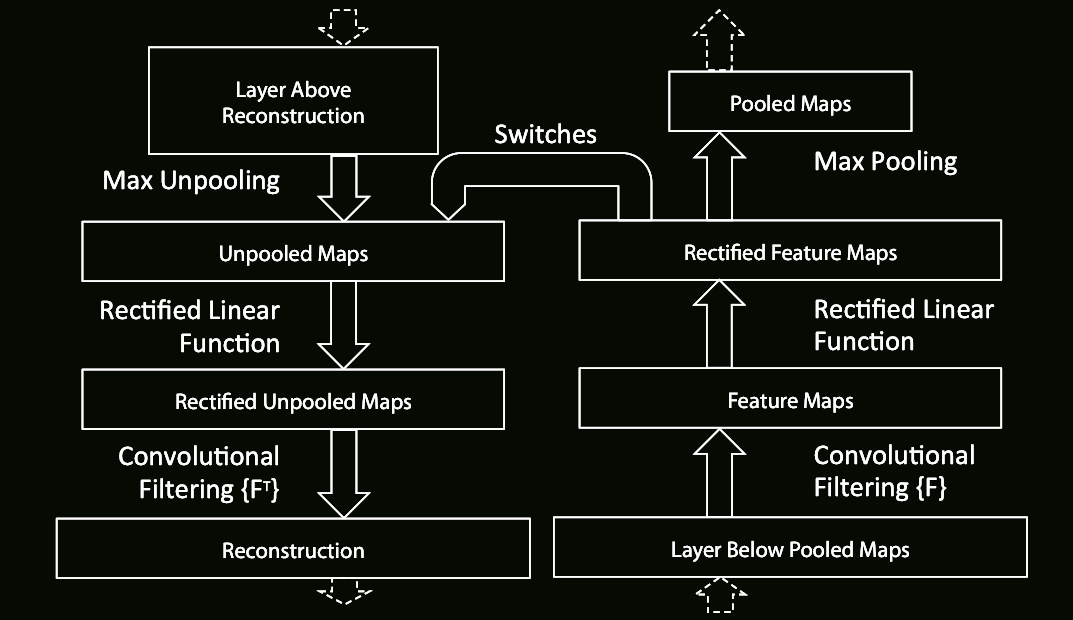 Layer Above
Reconstruction
Max Unpooling
Unpooled Maps
Rectified Linear
Function
Rectified Unpooled Maps
Convolutional
Filtering {Fᵀ}
Reconstruction
Switches
Pooled Maps
Max Pooling
Rectified Feature Maps
Rectified Linear
Function
Feature Maps
Convolutional
Filtering {F}
Layer Below Pooled Maps